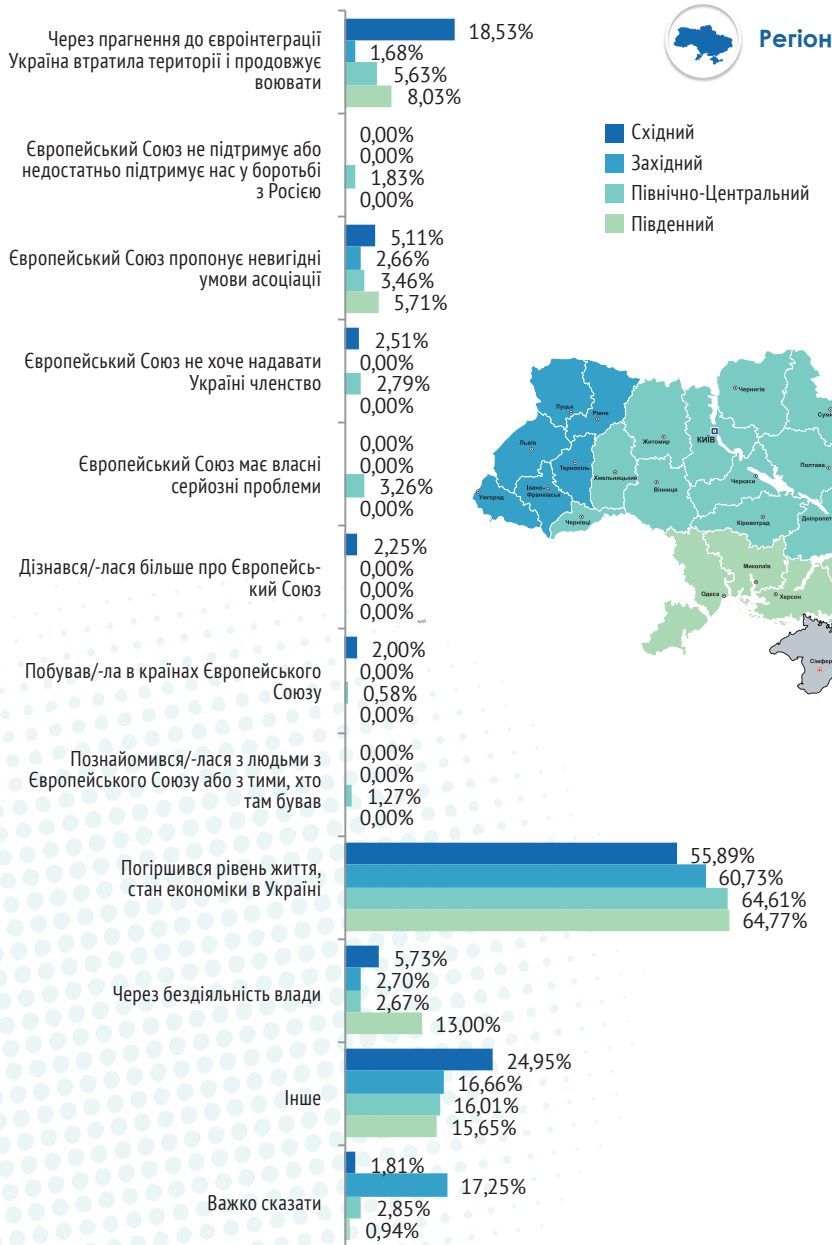 Регіон
Східний
Західний
Північно-Центральний
Південний
Через прагнення до євроінтеграції
Україна втратила території і продовжує
воювати
18,53%
1,68%
5,63%
8,03%
Європейський Союз не підтримує або
недостатньо підтримує нас у боротьбі
з Росією
0,00%
0,00%
1,83%
0,00%
Європейський Союз пропонує невигідні
умови асоціації
5,11%
2,66%
3,46%
5,71%
Європейський Союз не хоче надавати
Україні членство
2,51%
0,00%
2,79%
0,00%
Європейський Союз має власні
серйозні проблеми
0,00%
0,00%
3,26%
0,00%
Дізнався/-лася більше про Європейсь-
кий Союз
2,25%
0,00%
0,00%
0,00%
Побував/-ла в країнах Європейського
Союзу
2,00%
0,00%
0,58%
0,00%
Познайомився/-лася з людьми з
Європейського Союзу або з тими, хто
там бував
0,00%
0,00%
1,27%
0,00%
Погіршився рівень життя,
стан економіки в Україні
55,89%
60,73%
64,61%
64,77%
Через бездіяльність влади
5,73%
2,70%
2,67%
13,00%
Інше
24,95%
16,66%
16,01%
15,65%
Важко сказати
1,81%
17,25%
2,85%
0,94%
Луцьк
Рівне
Житомир
КИЇВ
Чернигів
Суми
Львів
Тернопіль
Хмельницький
Вінниця
Черкаси
Полтава
Ужгород
Івано-
Франківськ
Чернівці
Кіровоград
Дніпропет
Миколаїв
Одеса
Херсон
Сімфер